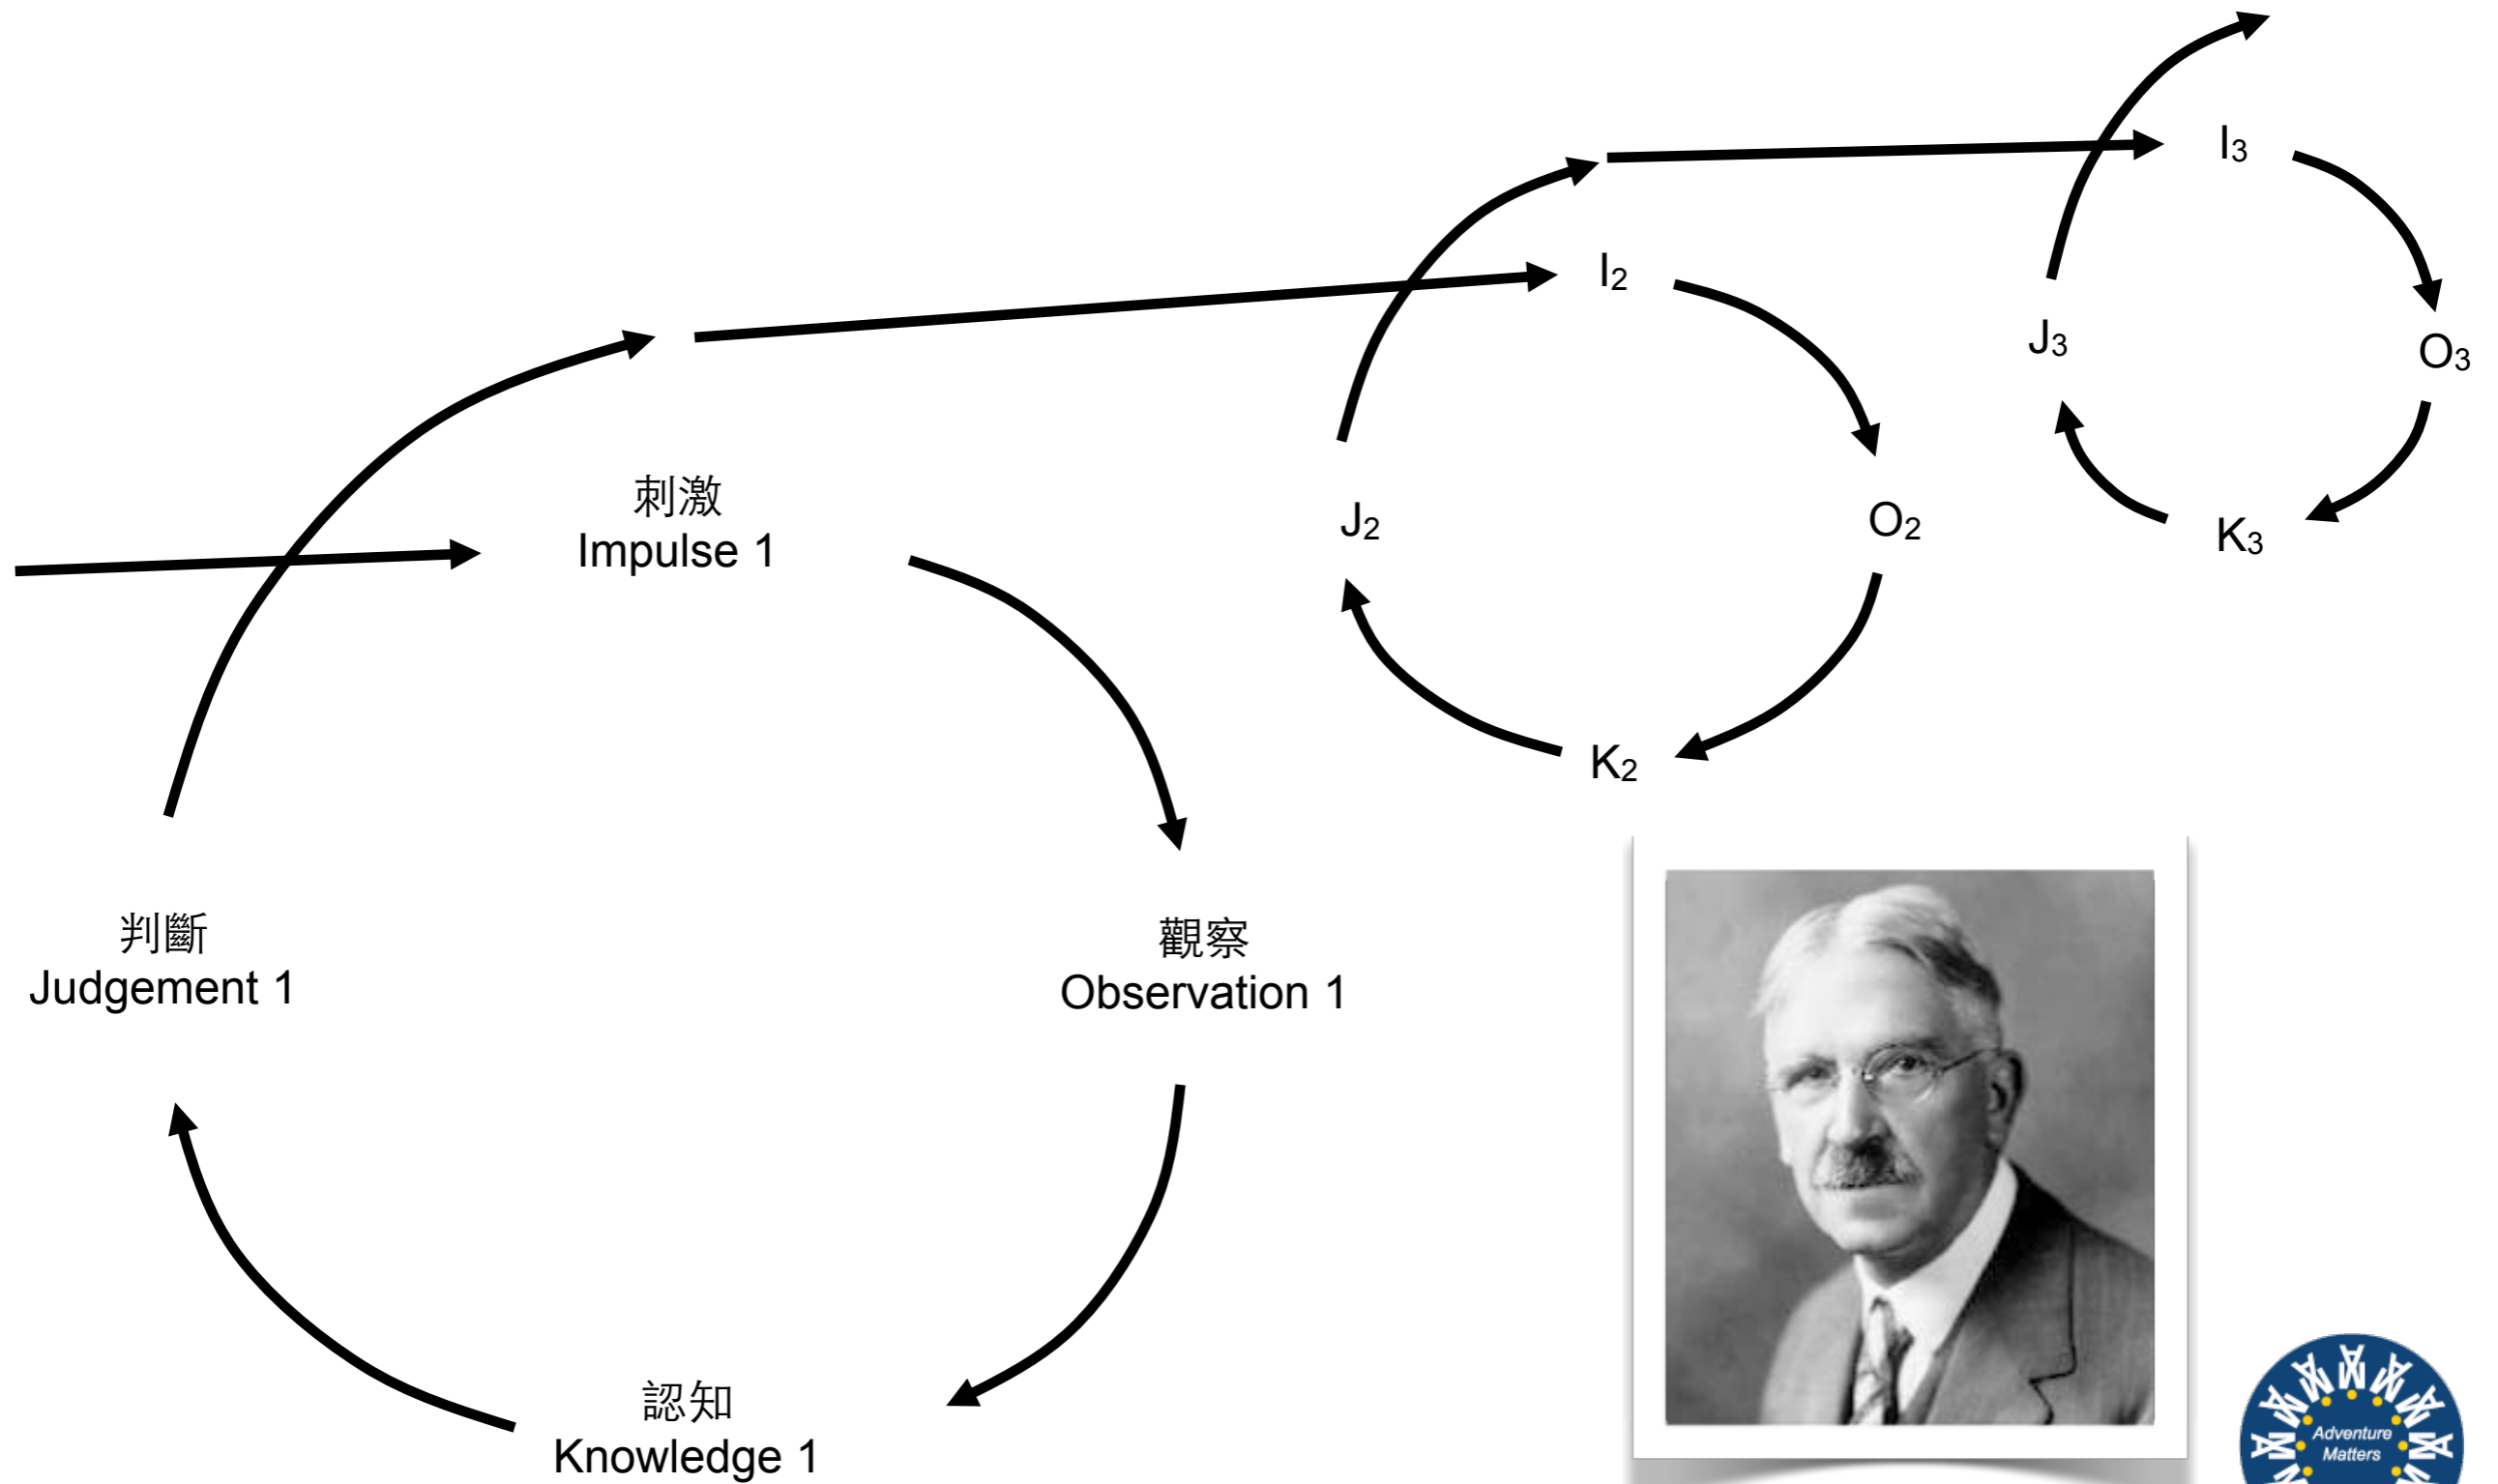 刺激
Impulse 1
觀察
Observation 1
認知
Knowledge 1
判斷
Judgement 1
I2
O2
K2
J2
I3
O3
K3
J3
Adventure
Matters